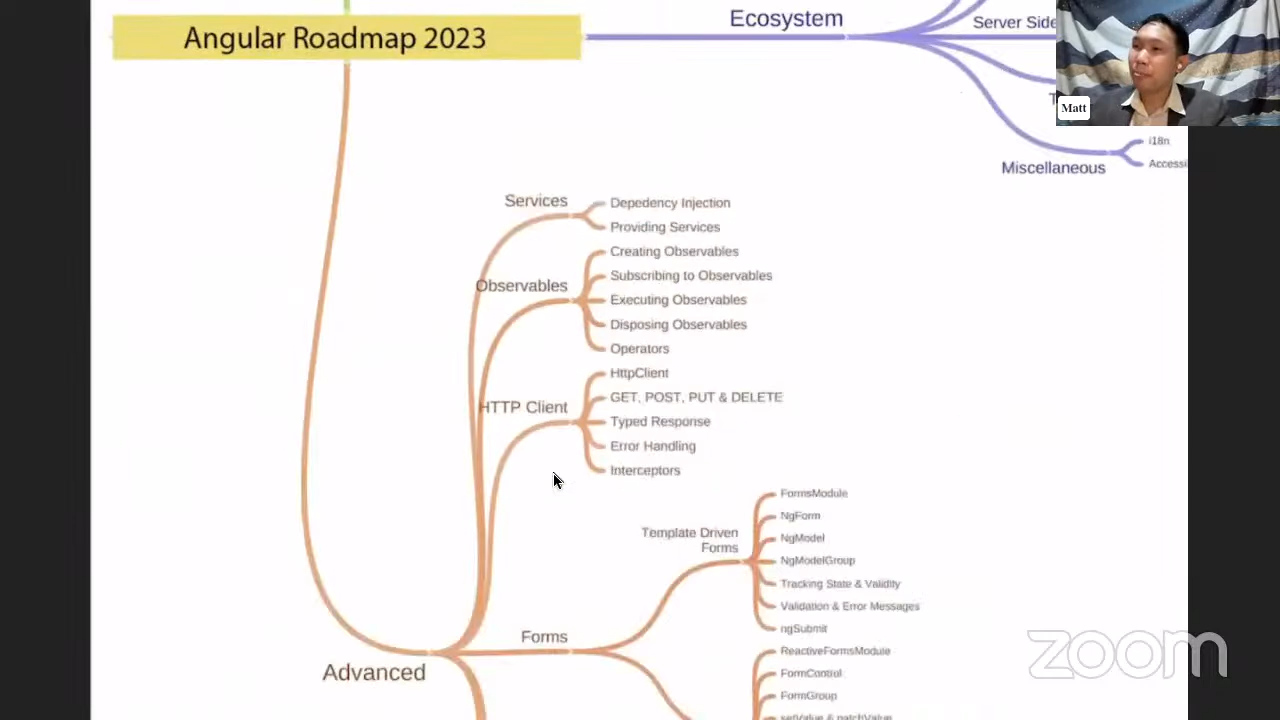 Angular Roadmap 2023
Ecosystem
Server Side
Matt
i18n
Miscellaneous
Services
Depedency Injection
Providing Services
Observables
Creating Observables
Subscribing to Observables
Executing Observables
Disposing Observables
Operators
HTTP Client
HttpClient
GET, POST, PUT & DELETE
Typed Response
Error Handling
Interceptors
Forms
Template Driven
Forms
FormsModule
NgForm
NgModel
NgModelGroup
Tracking State & Validity
Validation & Error Messages
ngSubmit
ReactiveFormsModule
FormControl
FormGroup
setValue & patchValue
Advanced
zoom